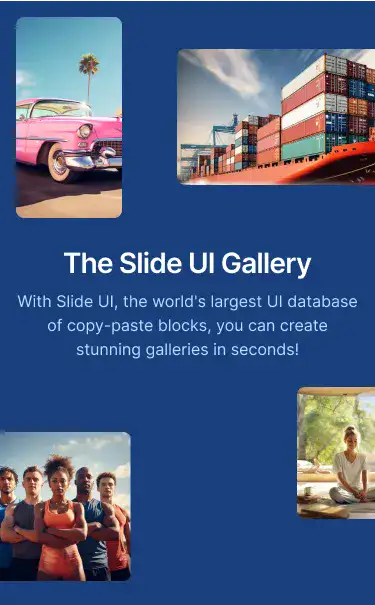 The Slide UI Gallery
With Slide UI, the world's largest UI database
of copy-paste blocks, you can create
stunning galleries in seconds!